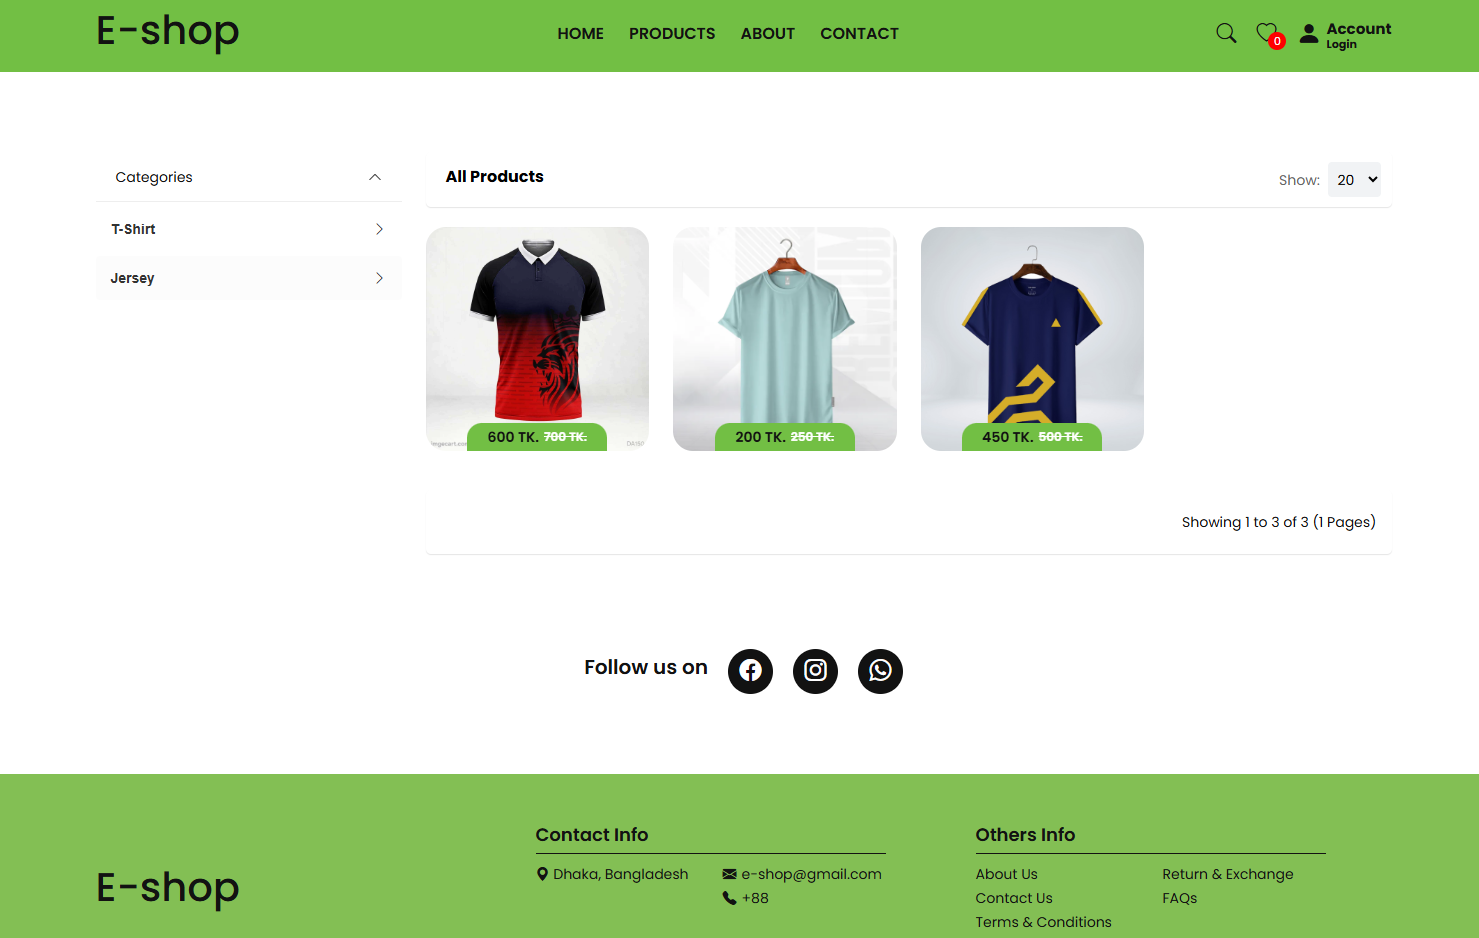 E-shop
HOME PRODUCTS ABOUT CONTACT
0
Account
Login
Categories
T-Shirt
Jersey
All Products
Show: 20
600 TK. 700 TK.
200 TK. 250 TK.
450 TK. 500 TK.
Showing 1 to 3 of 3 (1 Pages)
Follow us on
E-shop
Contact Info
Dhaka, Bangladesh
e-shop@gmail.com
+88
Others Info
About Us
Return & Exchange
Contact Us
FAQs
Terms & Conditions